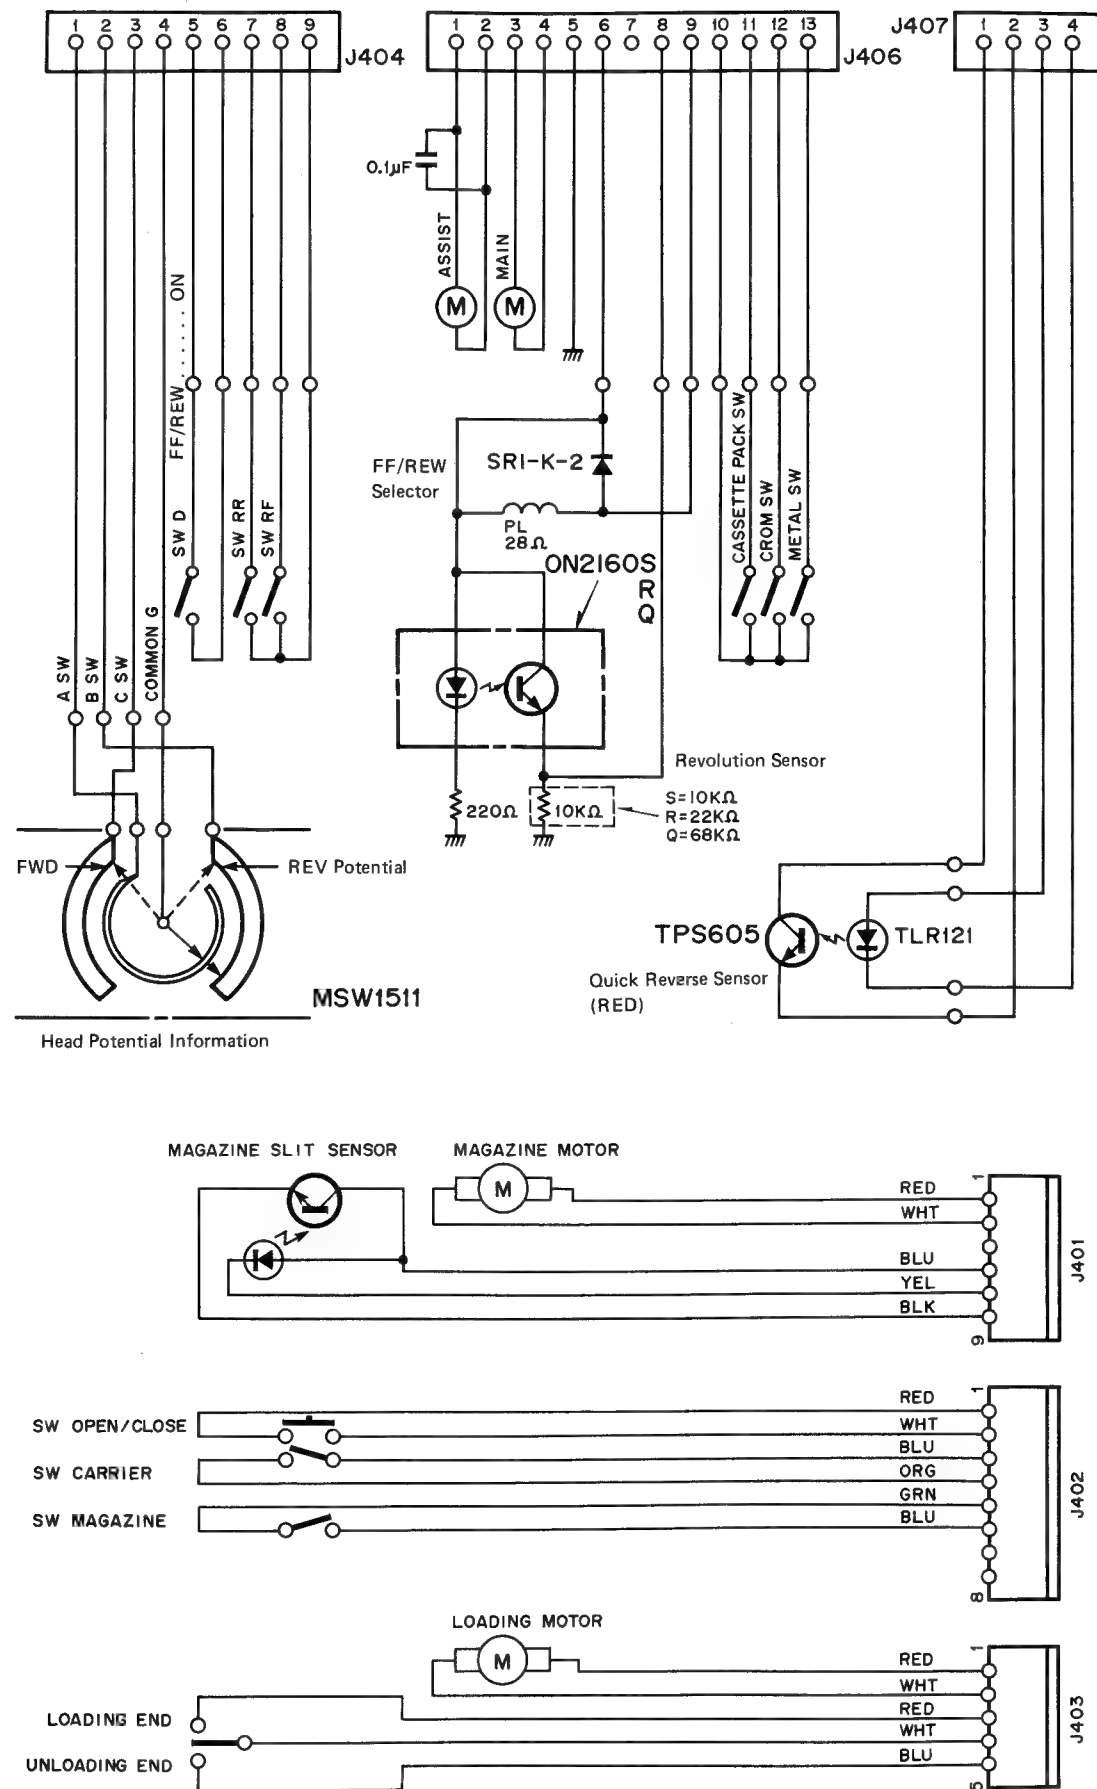 1 2 3 4 5 6 7 8 9
J404
1 2 3 4 5 6 7 8 9 10 11 12 13
J406
J407
1 2 3 4
0.1µF
ASSIST
MAIN
M
M
FF/REW......ON
SW D
SW RR
SW RF
A SW
B SW
C SW
COMMON G
FF/REW
Selector
SR1-K-2
PL
28Ω
ON2160S
R
Q
CASSETTE PACK SW
CROM SW
METAL SW
Revolution Sensor
220Ω
10KΩ
S=10KΩ
R=22KΩ
Q=68KΩ
FWD
REV Potential
MSW1511
Head Potential Information
TPS605
TLR121
Quick Reverse Sensor
(RED)
MAGAZINE SLIT SENSOR
MAGAZINE MOTOR
M
RED
WHT
BLU
YEL
BLK
1
9
J401
SW OPEN/CLOSE
SW CARRIER
SW MAGAZINE
RED
WHT
BLU
ORG
GRN
BLU
1
8
J402
LOADING MOTOR
M
LOADING END
UNLOADING END
RED
WHT
RED
WHT
BLU
1
5
J403